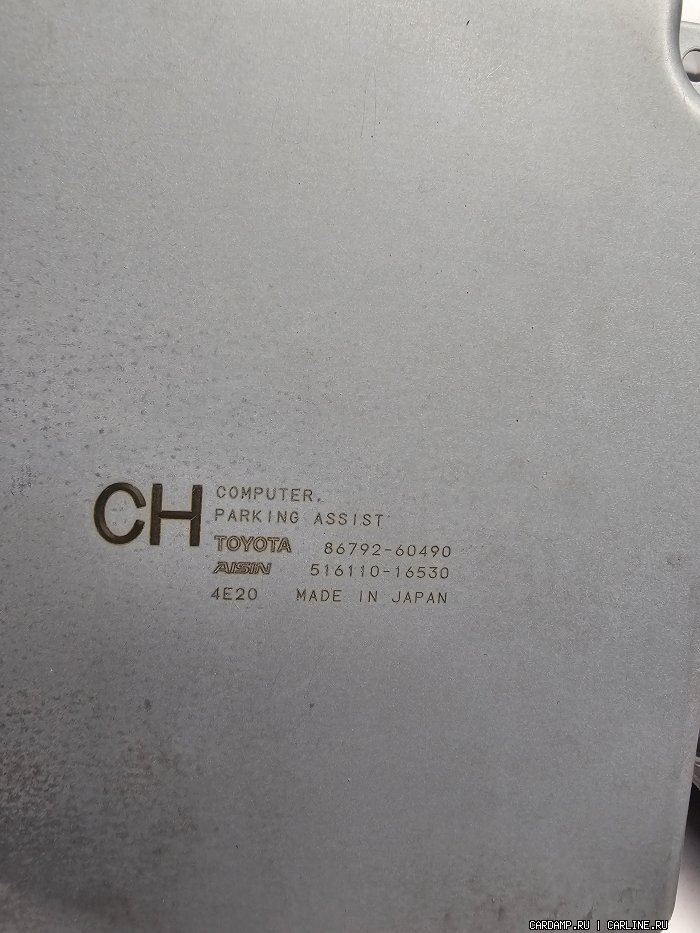 CH
COMPUTER,
PARKING ASSIST
TOYOTA 86792-60490
AISIN 516110-16530
4E20 MADE IN JAPAN
CARDAMP.RU | CARLINE.RU